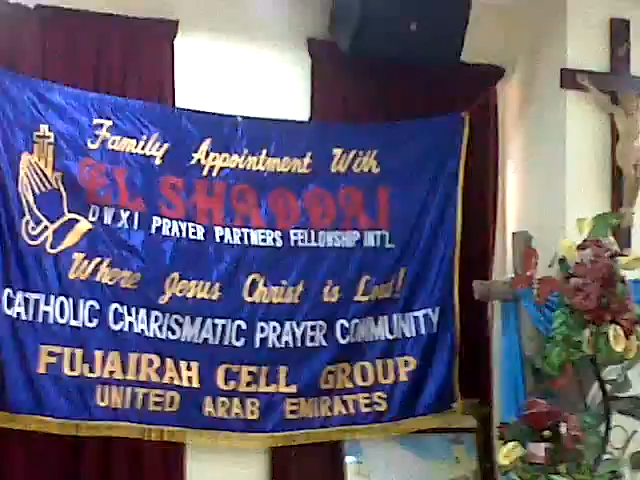 Family Appointment With
EL SHADDAI
DWXI PRAYER PARTNERS FELLOWSHIP INT'L.
Where Jesus Christ is Lord!
CATHOLIC CHARISMATIC PRAYER COMMUNITY
FUJAIRAH CELL GROUP
UNITED ARAB EMIRATES